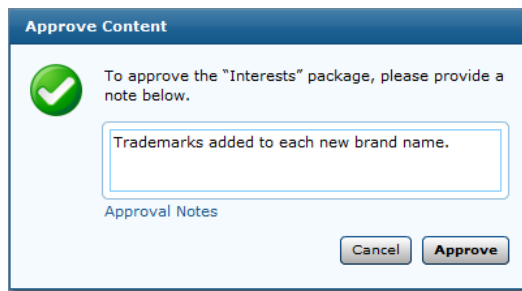 Approve Content
To approve the “Interests” package, please provide a
note below.
Trademarks added to each new brand name.
Approval Notes
Cancel Approve